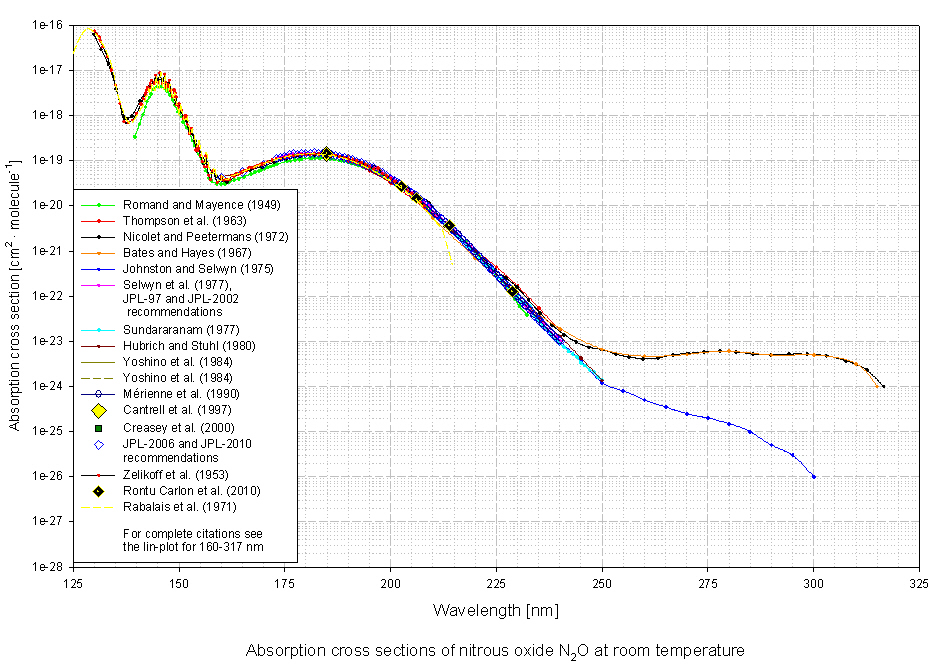 1e-16
1e-17
1e-18
1e-19
1e-20
1e-21
1e-22
1e-23
1e-24
1e-25
1e-26
1e-27
1e-28
Absorption cross section [cm² · molecule⁻¹]
Romand and Mayence (1949)
Thompson et al. (1963)
Nicolet and Peetermans (1972)
Bates and Hayes (1967)
Johnston and Selwyn (1975)
Selwyn et al. (1977),
JPL-97 and JPL-2002
recommendations
Sundararanam (1977)
Hubrich and Stuhl (1980)
Yoshino et al. (1984)
Yoshino et al. (1984)
Mérienne et al. (1990)
Cantrell et al. (1997)
Creasey et al. (2000)
JPL-2006 and JPL-2010
recommendations
Zelikoff et al. (1953)
Rontu Carlon et al. (2010)
Rabalais et al. (1971)
For complete citations see
the lin-plot for 160-317 nm
125 150 175 200 225 250 275 300 325
Wavelength [nm]
Absorption cross sections of nitrous oxide N₂O at room temperature